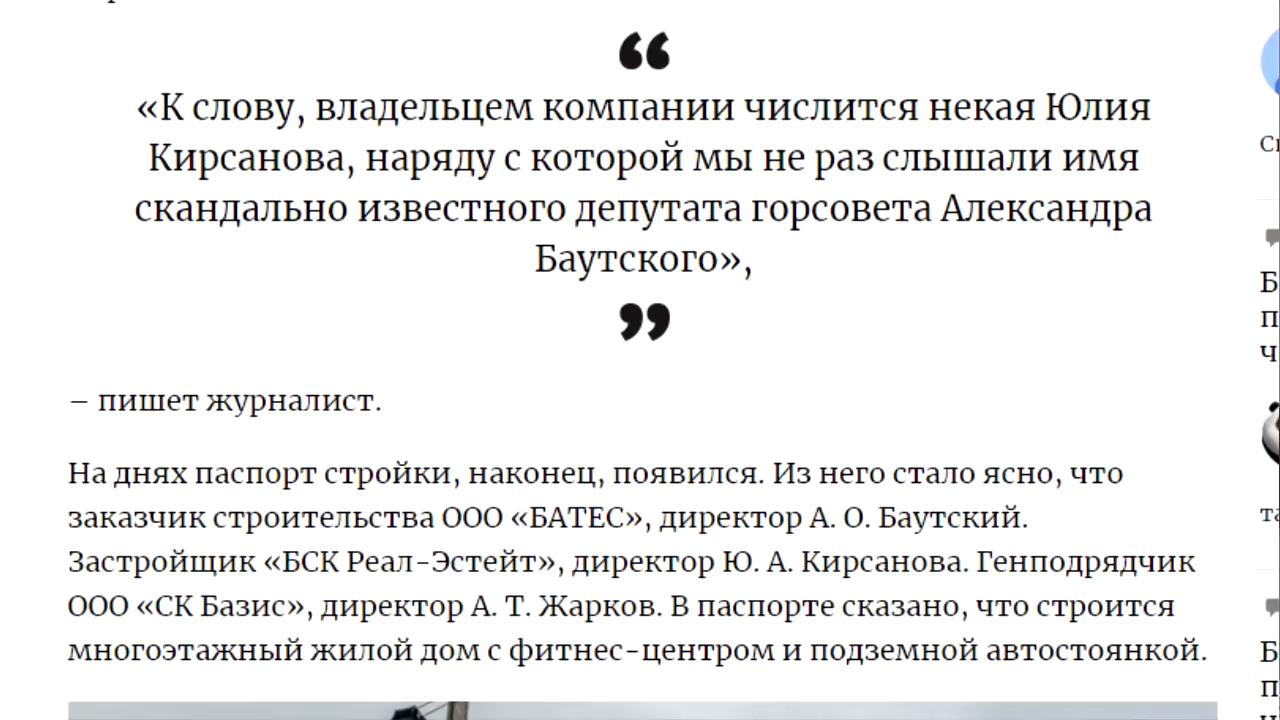 “
«К слову, владельцем компании числится некая Юлия
Кирсанова, наряду с которой мы не раз слышали имя
скандально известного депутата горсовета Александра
Баутского»,
”
– пишет журналист.
На днях паспорт стройки, наконец, появился. Из него стало ясно, что
заказчик строительства ООО «БАТЕС», директор А. О. Баутский.
Застройщик «БСК Реал-Эстейт», директор Ю. А. Кирсанова. Генподрядчик
ООО «СК Базис», директор А. Т. Жарков. В паспорте сказано, что строится
многоэтажный жилой дом с фитнес-центром и подземной автостоянкой.